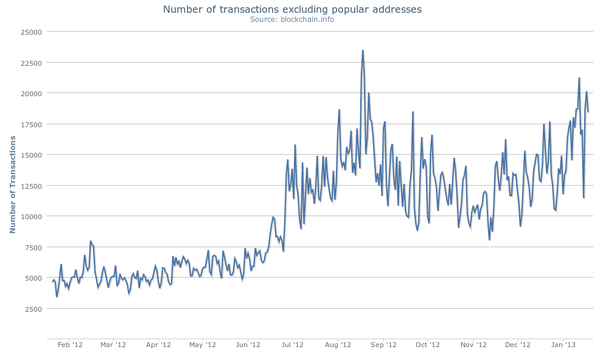 Number of transactions excluding popular addresses
Source: blockchain.info
25000
22500
20000
17500
15000
12500
10000
7500
5000
2500
Number of Transactions
Feb '12 Mar '12 Apr '12 May '12 Jun '12 Jul '12 Aug '12 Sep '12 Oct '12 Nov '12 Dec '12 Jan '13